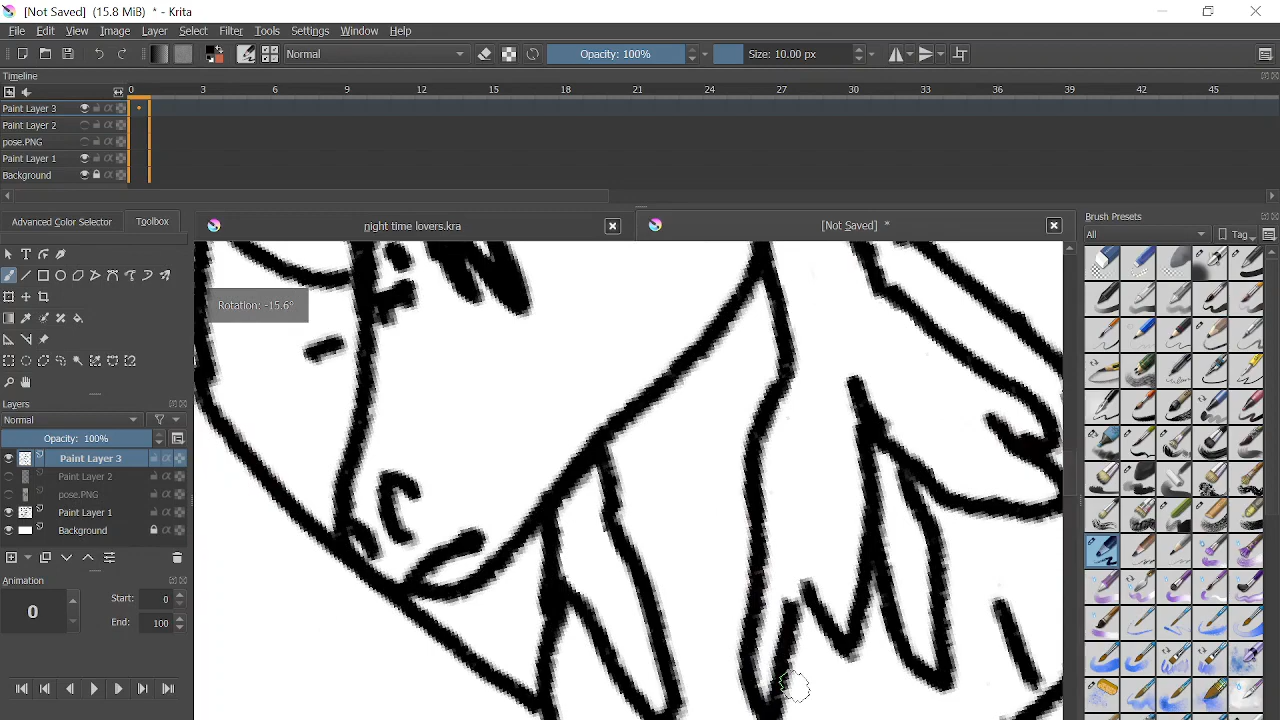 [Not Saved] (15.8 MiB) * - Krita
File Edit View Image Layer Select Filter Tools Settings Window Help
Normal Opacity: 100% Size: 10.00 px
Timeline
0 3 6 9 12 15 18 21 24 27 30 33 36 39 42 45
Paint Layer 3
Paint Layer 2
pose.PNG
Paint Layer 1
Background
Advanced Color Selector Toolbox night time lovers.kra [Not Saved] * Brush Presets
All Tag
Rotation: -15.6°
Layers
Normal
Opacity: 100%
Paint Layer 3
Paint Layer 2
pose.PNG
Paint Layer 1
Background
Animation
0 Start: 0
End: 100